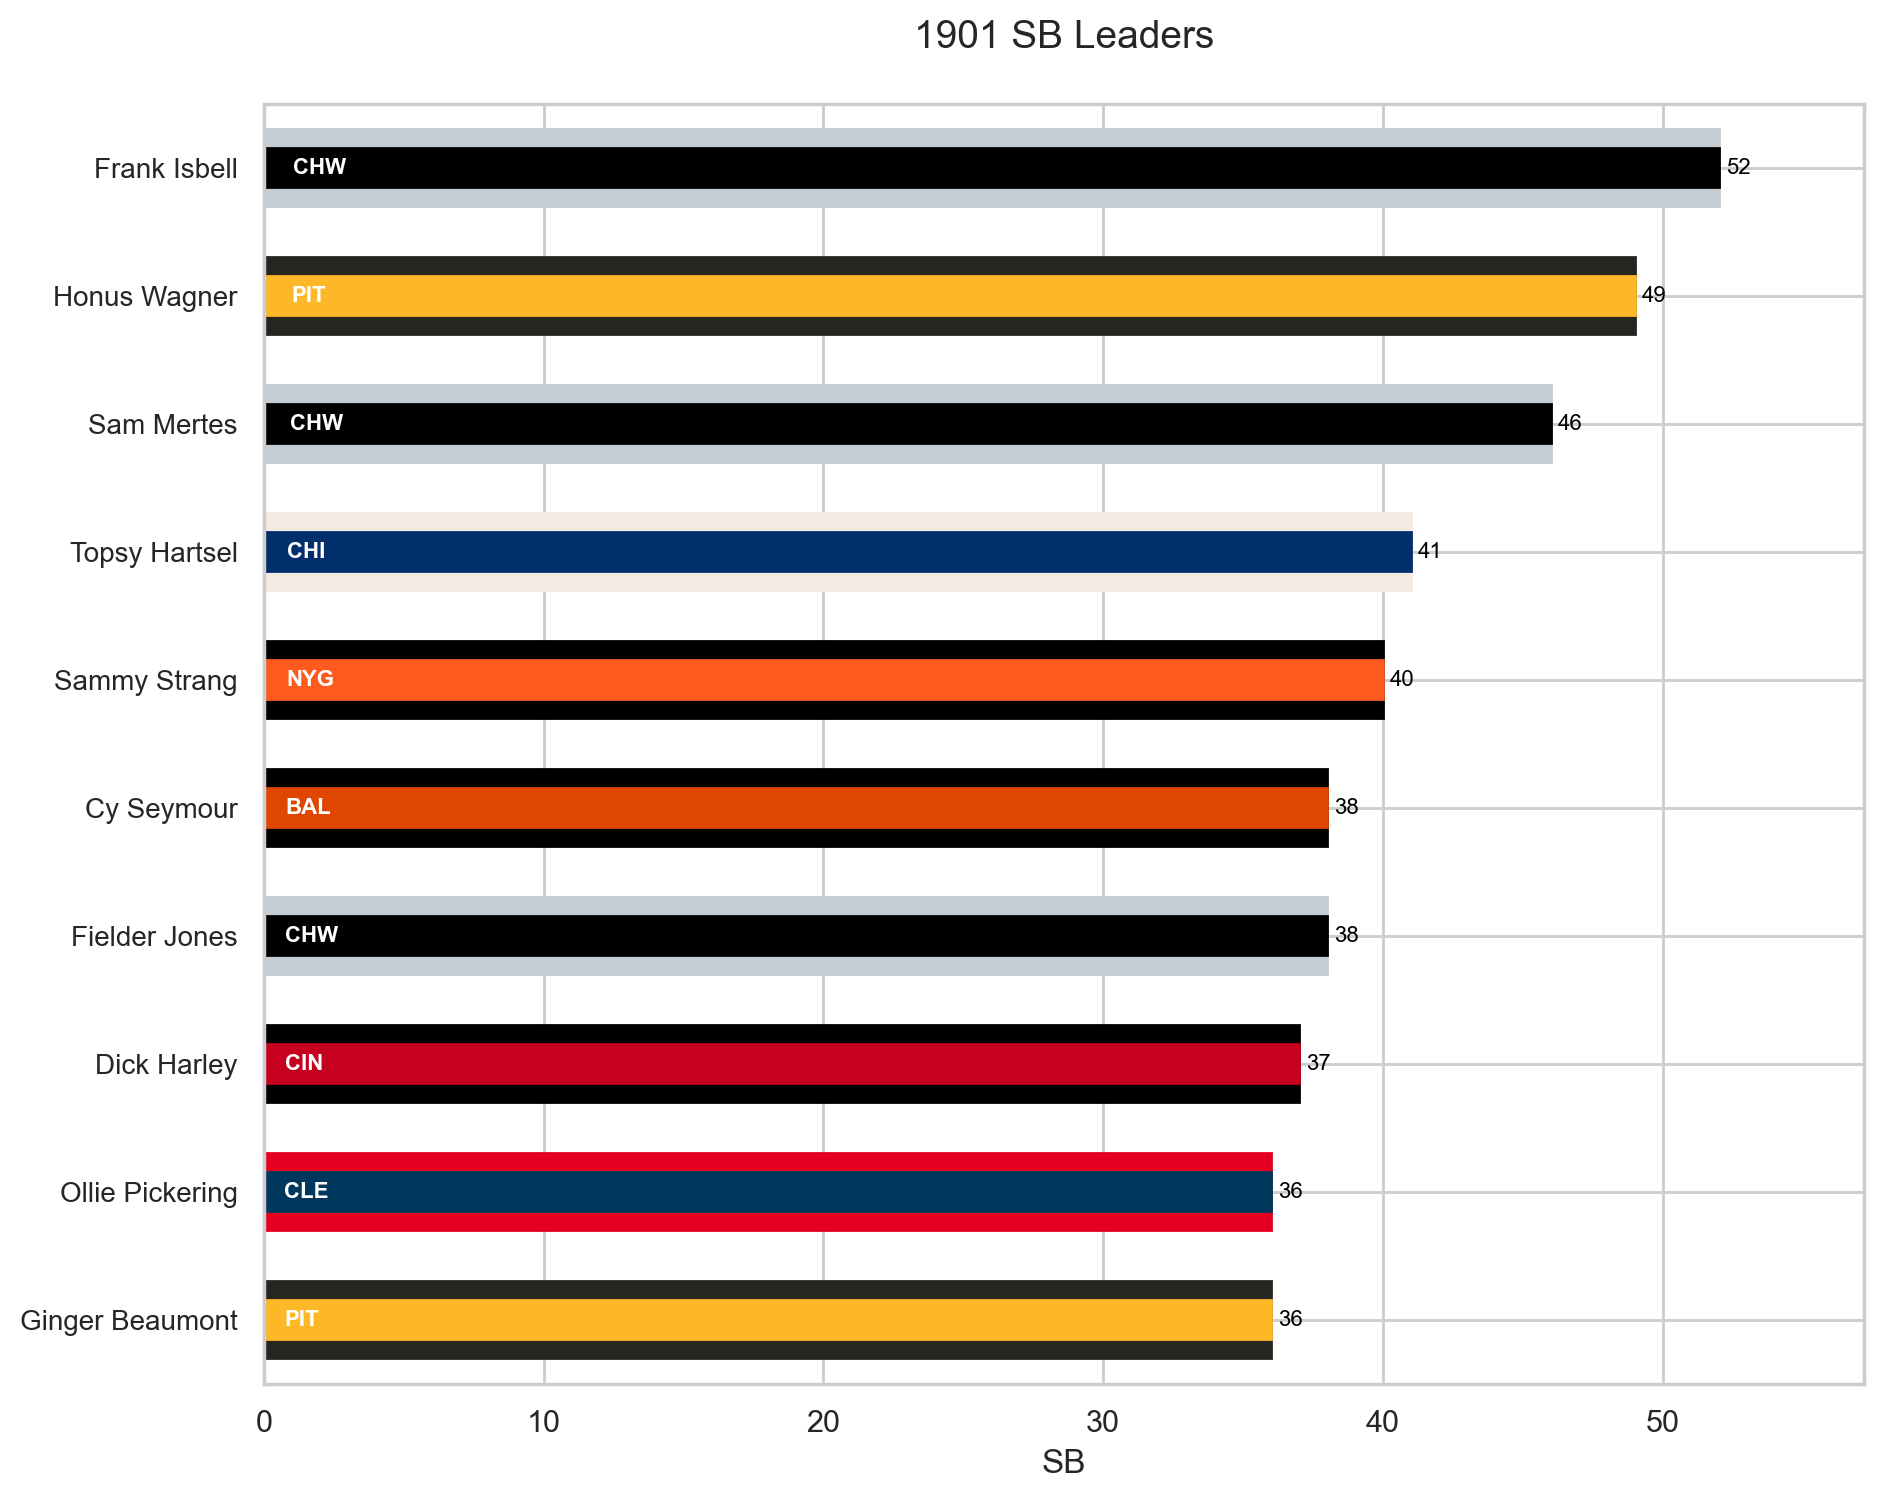 1901 SB Leaders
Frank Isbell CHW 52
Honus Wagner PIT 49
Sam Mertes CHW 46
Topsy Hartsel CHI 41
Sammy Strang NYG 40
Cy Seymour BAL 38
Fielder Jones CHW 38
Dick Harley CIN 37
Ollie Pickering CLE 36
Ginger Beaumont PIT 36
0 10 20 30 40 50
SB